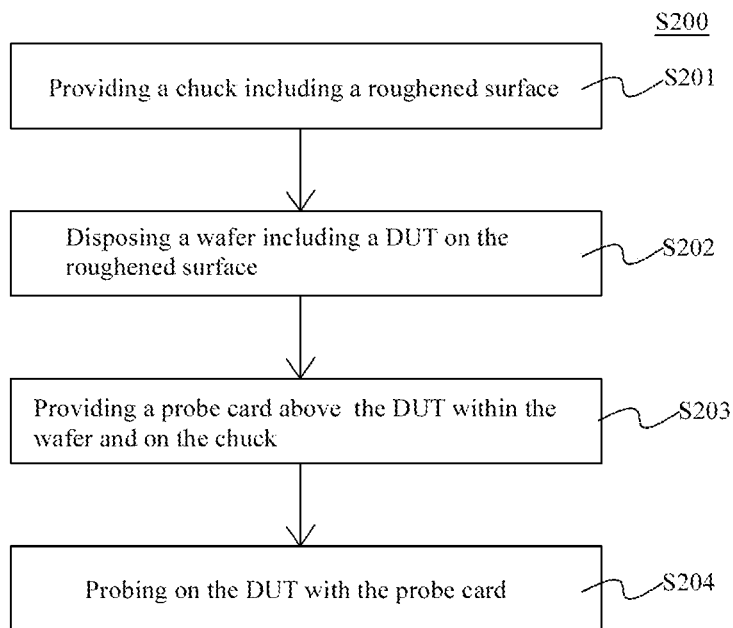 S200
Providing a chuck including a roughened surface
S201
Disposing a wafer including a DUT on the
roughened surface
S202
Providing a probe card above the DUT within the
wafer and on the chuck
S203
Probing on the DUT with the probe card
S204